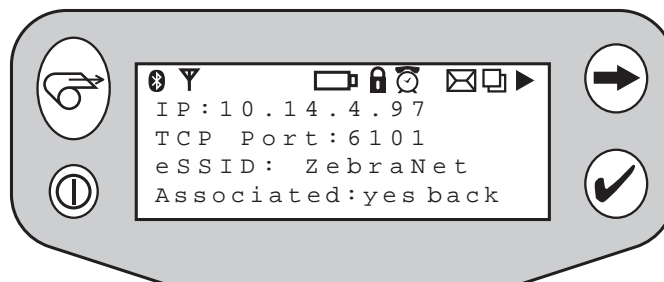 IP:10.14.4.97
TCP Port:6101
eSSID: ZebraNet
Associated:yes back